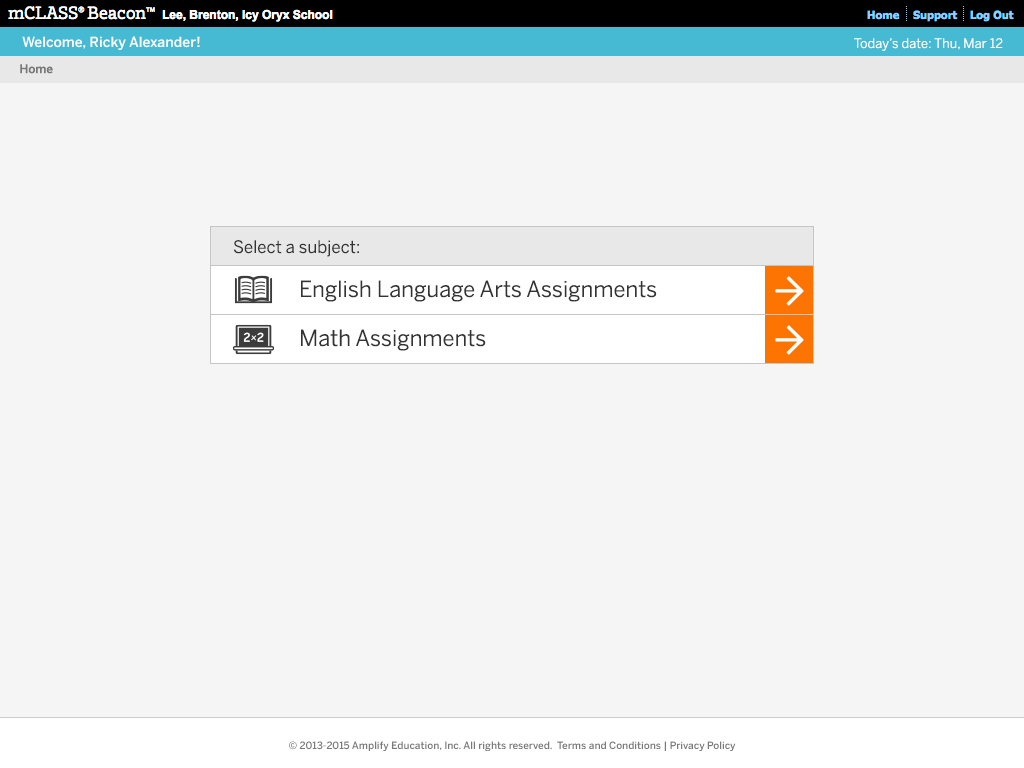 mCLASS® Beacon™ Lee, Brenton, Icy Oryx School
Home Support Log Out
Welcome, Ricky Alexander!
Today's date: Thu, Mar 12
Home
Select a subject:
English Language Arts Assignments
2×2
Math Assignments
© 2013-2015 Amplify Education, Inc. All rights reserved. Terms and Conditions | Privacy Policy